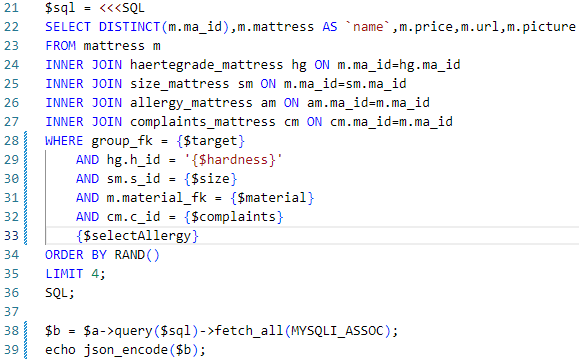 21 $sql = <<<SQL
22 SELECT DISTINCT(m.ma_id),m.mattress AS `name`,m.price,m.url,m.picture
23 FROM mattress m
24 INNER JOIN haertegrade_mattress hg ON m.ma_id=hg.ma_id
25 INNER JOIN size_mattress sm ON m.ma_id=sm.ma_id
26 INNER JOIN allergy_mattress am ON am.ma_id=m.ma_id
27 INNER JOIN complaints_mattress cm ON cm.ma_id=m.ma_id
28 WHERE group_fk = {$target}
29     AND hg.h_id = '{$hardness}'
30     AND sm.s_id = {$size}
31     AND m.material_fk = {$material}
32     AND cm.c_id = {$complaints}
33     {$selectAllergy}
34 ORDER BY RAND()
35 LIMIT 4;
36 SQL;
37
38 $b = $a->query($sql)->fetch_all(MYSQLI_ASSOC);
39 echo json_encode($b);